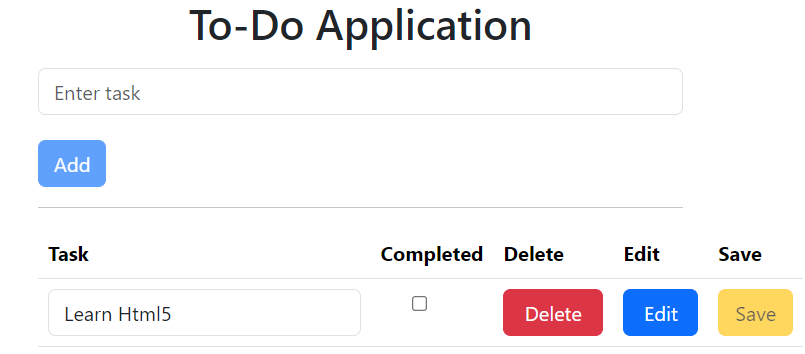 To-Do Application
Enter task
Add
Task Completed Delete Edit Save
Learn Html5 Delete Edit Save